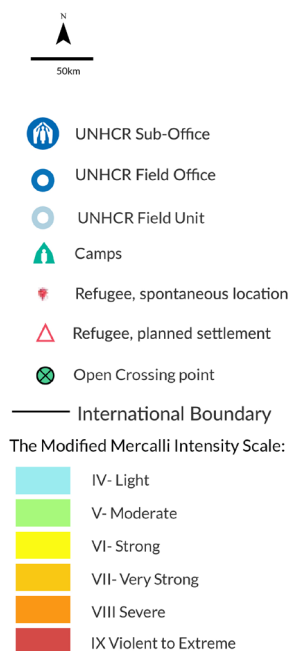 N
50km
UNHCR Sub-Office
UNHCR Field Office
UNHCR Field Unit
Camps
Refugee, spontaneous location
Refugee, planned settlement
Open Crossing point
International Boundary
The Modified Mercalli Intensity Scale:
IV- Light
V- Moderate
VI- Strong
VII- Very Strong
VIII Severe
IX Violent to Extreme